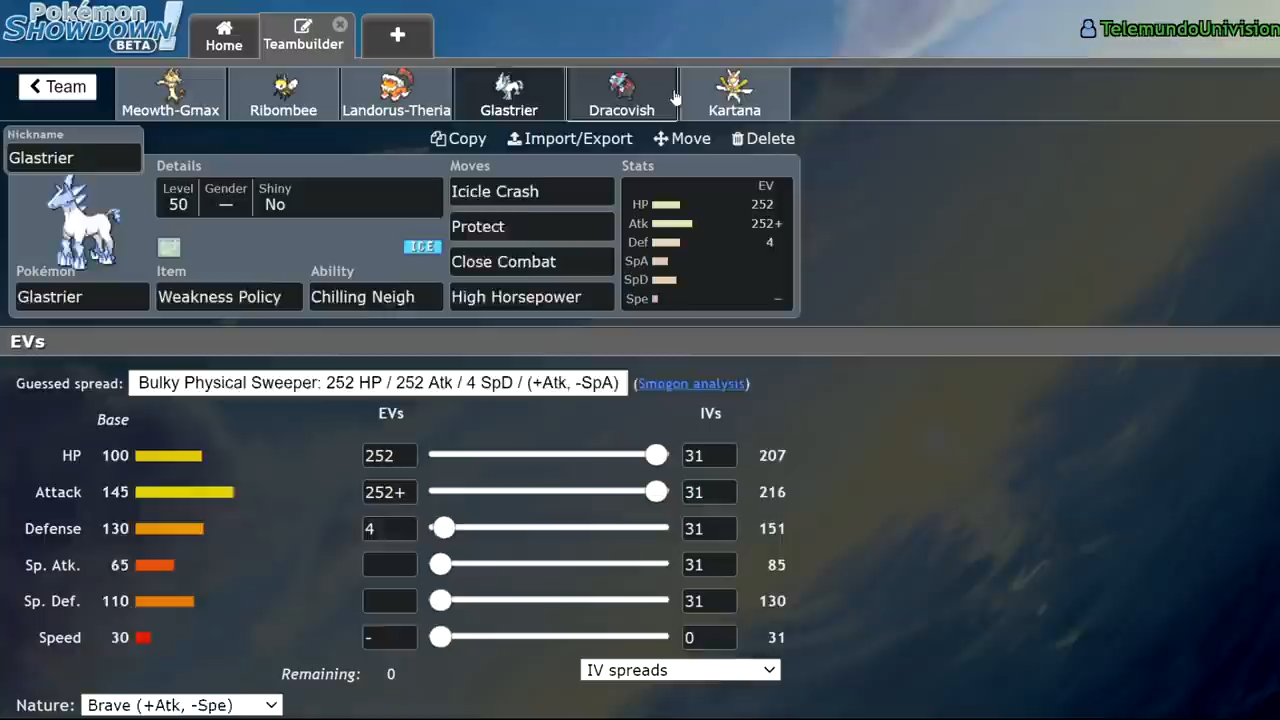 Pokémon
SHOWDOWN!
BETA
Home
Teambuilder
TelemundoUnivision
Team
Meowth-Gmax
Ribombee
Landorus-Theria
Glastrier
Dracovish
Kartana
Nickname
Glastrier
Copy
Import/Export
Move
Delete
Details
Level Gender Shiny
50 — No
ICE
Pokémon
Glastrier
Item
Weakness Policy
Ability
Chilling Neigh
Moves
Icicle Crash
Protect
Close Combat
High Horsepower
Stats
EV
HP 252
Atk 252+
Def 4
SpA
SpD
Spe –
EVs
Guessed spread: Bulky Physical Sweeper: 252 HP / 252 Atk / 4 SpD / (+Atk, -SpA) (Smogon analysis)
Base EVs IVs
HP 100 252 31 207
Attack 145 252+ 31 216
Defense 130 4 31 151
Sp. Atk. 65 31 85
Sp. Def. 110 31 130
Speed 30 - 0 31
Remaining: 0 IV spreads
Nature: Brave (+Atk, -Spe)